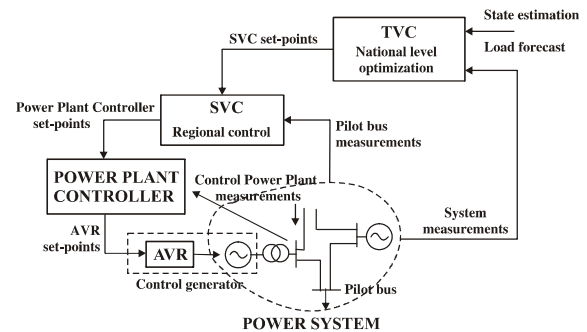 State estimation
TVC
SVC set-points
National level
optimization
Load forecast
Power Plant Controller
set-points
SVC
Regional control
Pilot bus
measurements
POWER PLANT
CONTROLLER
Control Power Plant
measurements
AVR
set-points
System
measurements
AVR
Control generator
Pilot bus
POWER SYSTEM